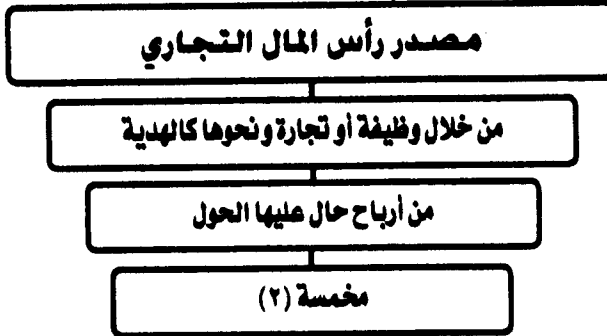 مصدر رأس المال التجاري
من خلال وظيفة أو تجارة ونحوها كالهدية
من أرباح حال عليها الحول
مخمسة (٢)